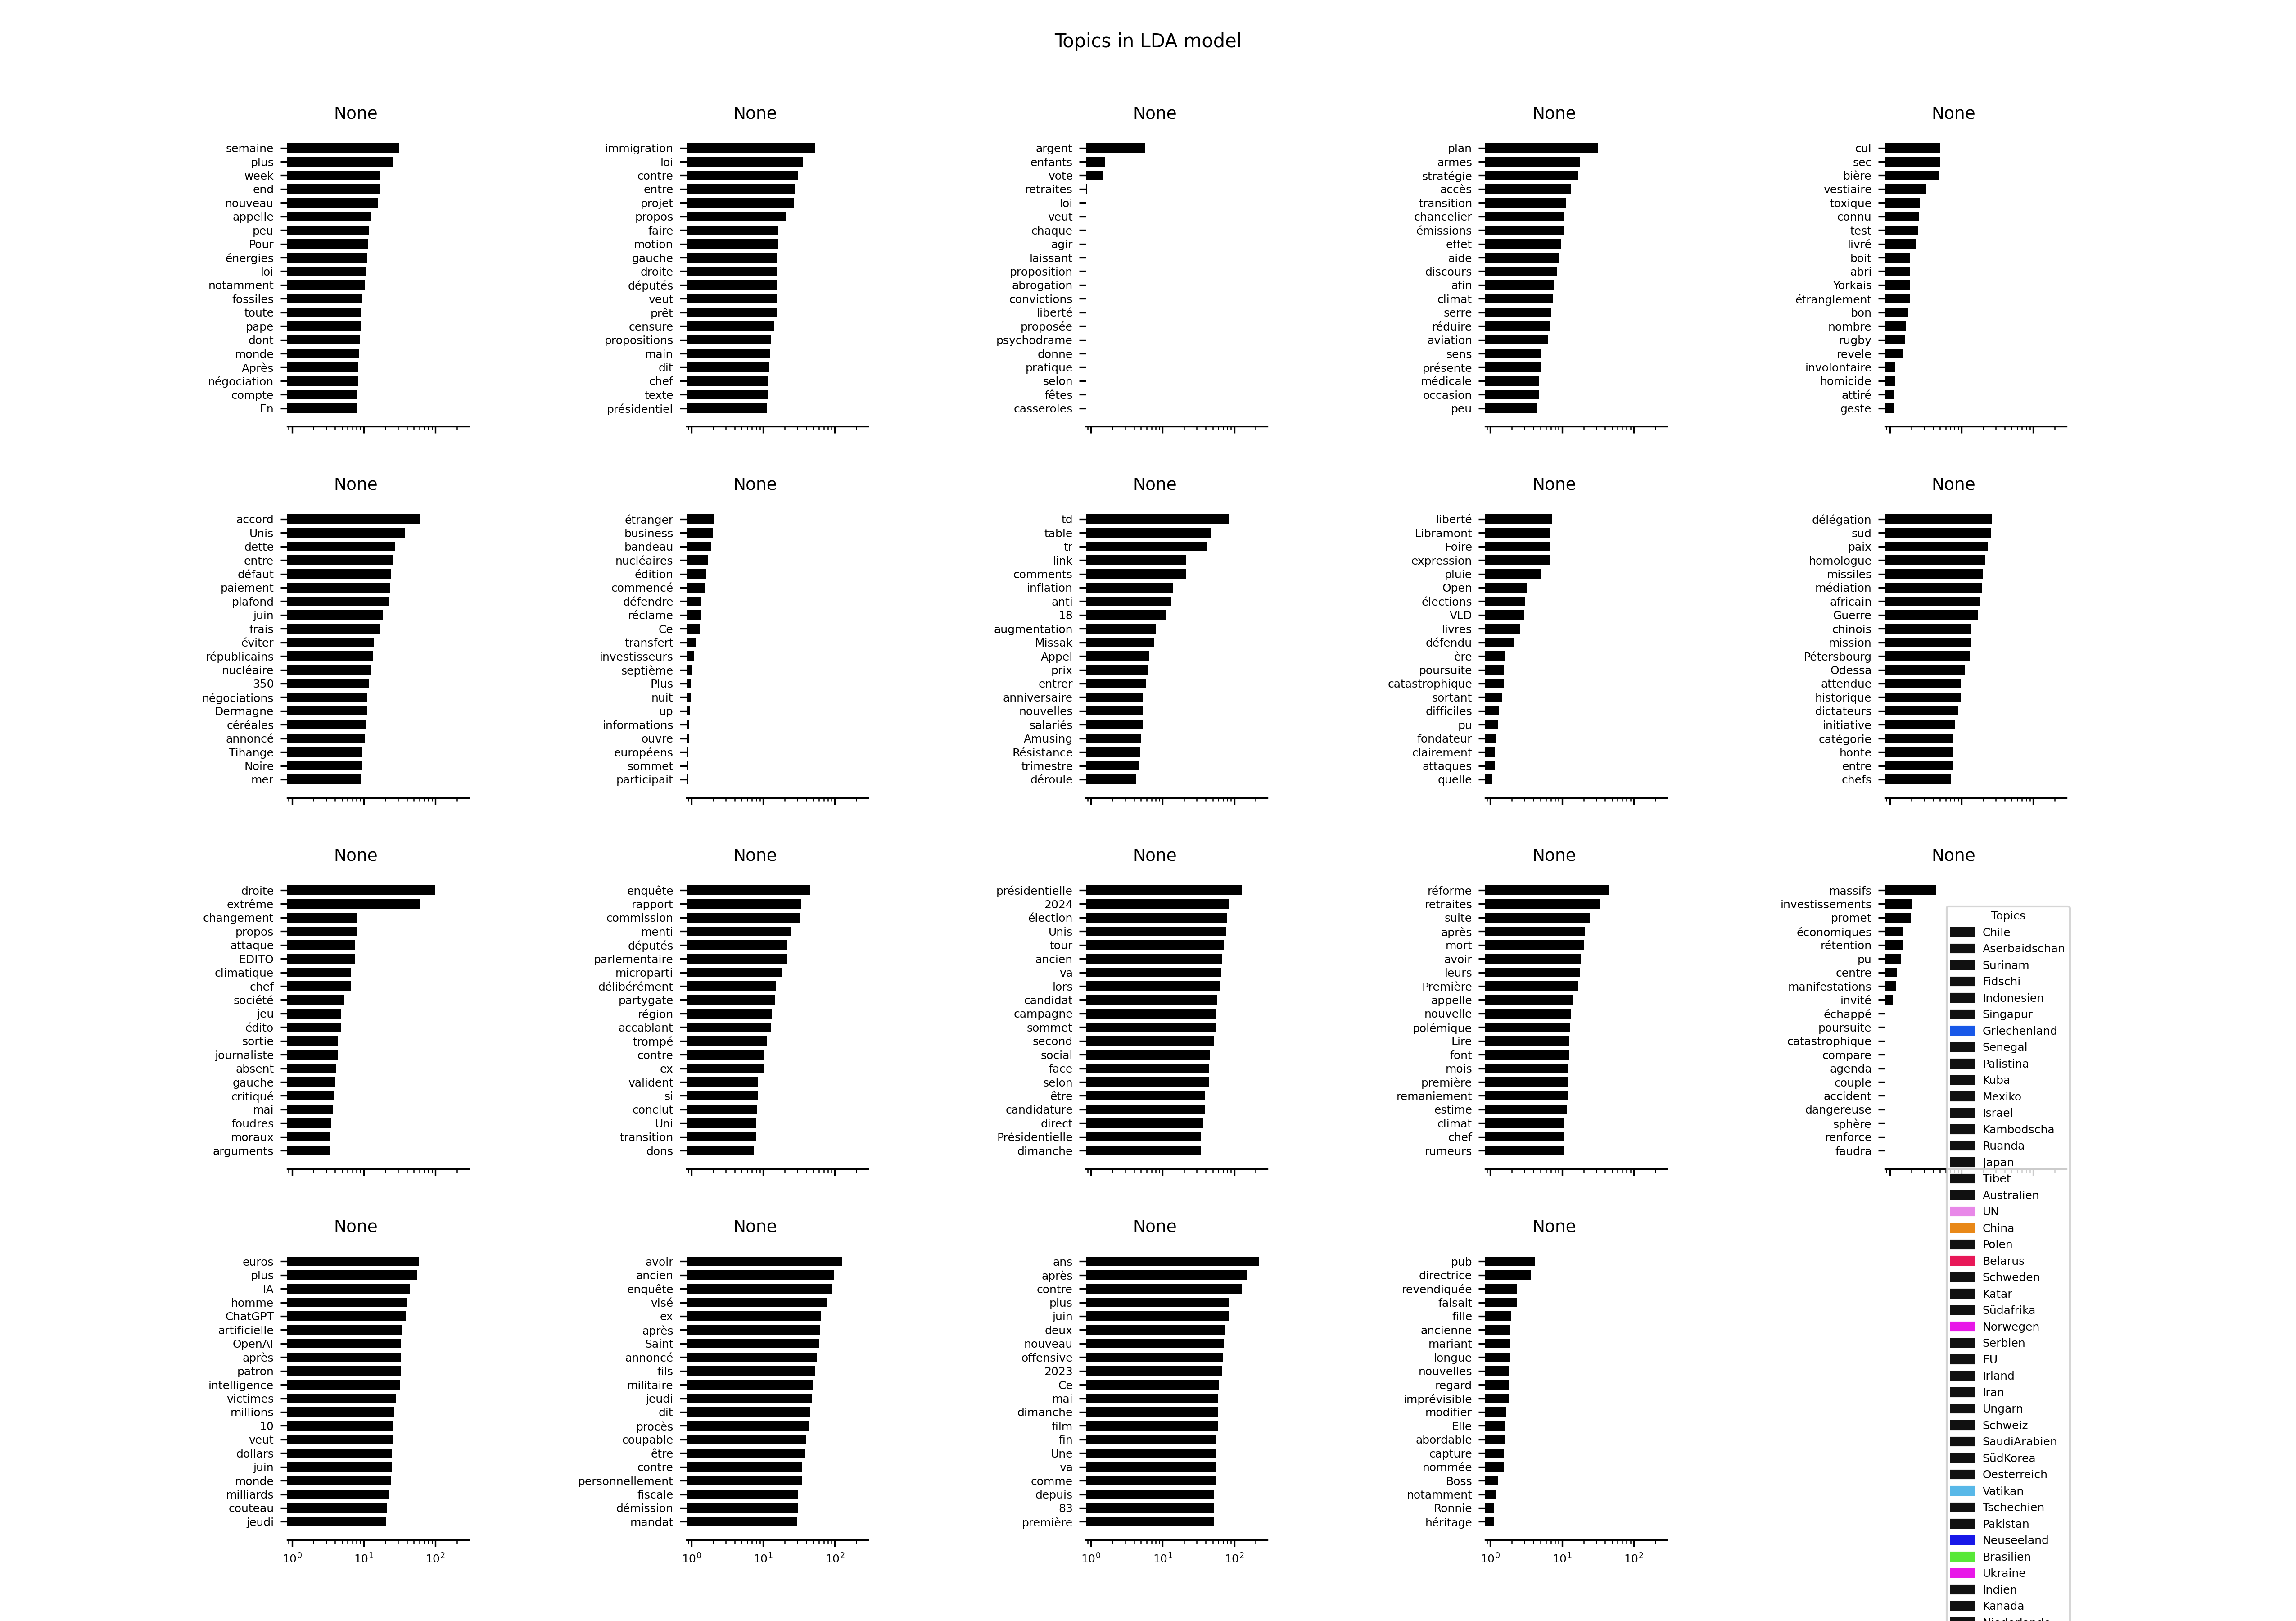 Topics in LDA model
None
semaine
plus
week
end
nouveau
appelle
peu
Pour
énergies
loi
notamment
fossiles
toute
pape
dont
monde
Après
négociation
compte
En
None
immigration
loi
contre
entre
projet
propos
faire
motion
gauche
droite
députés
veut
prêt
censure
propositions
main
dit
chef
texte
présidentiel
None
argent
enfants
vote
retraites
loi
veut
chaque
agir
laissant
proposition
abrogation
convictions
liberté
proposée
psychodrame
donne
pratique
selon
fêtes
casseroles
None
plan
armes
stratégie
accès
transition
chancelier
émissions
effet
aide
discours
afin
climat
serre
réduire
aviation
sens
présente
médicale
occasion
peu
None
cul
sec
bière
vestiaire
toxique
connu
test
livré
boit
abri
Yorkais
étranglement
bon
nombre
rugby
revele
involontaire
homicide
attiré
geste
None
accord
Unis
dette
entre
défaut
paiement
plafond
juin
frais
éviter
républicains
nucléaire
350
négociations
Dermagne
céréales
annoncé
Tihange
Noire
mer
None
étranger
business
bandeau
nucléaires
édition
commencé
défendre
réclame
Ce
transfert
investisseurs
septième
Plus
nuit
up
informations
ouvre
européens
sommet
participait
None
td
table
tr
link
comments
inflation
anti
18
augmentation
Missak
Appel
prix
entrer
anniversaire
nouvelles
salariés
Amusing
Résistance
trimestre
déroule
None
liberté
Libramont
Foire
expression
pluie
Open
élections
VLD
livres
défendu
ère
poursuite
catastrophique
sortant
difficiles
pu
fondateur
clairement
attaques
quelle
None
délégation
sud
paix
homologue
missiles
médiation
africain
Guerre
chinois
mission
Pétersbourg
Odessa
attendue
historique
dictateurs
initiative
catégorie
honte
entre
chefs
None
droite
extrême
changement
propos
attaque
EDITO
climatique
chef
société
jeu
édito
sortie
journaliste
absent
gauche
critiqué
mai
foudres
moraux
arguments
None
enquête
rapport
commission
menti
députés
parlementaire
microparti
délibérément
partygate
région
accablant
trompé
contre
ex
valident
si
conclut
Uni
transition
dons
None
présidentielle
2024
élection
Unis
tour
ancien
va
lors
candidat
campagne
sommet
second
social
face
selon
être
candidature
direct
Présidentielle
dimanche
None
réforme
retraites
suite
après
mort
avoir
leurs
Première
appelle
nouvelle
polémique
Lire
font
mois
première
remaniement
estime
climat
chef
rumeurs
None
massifs
investissements
promet
économiques
rétention
pu
centre
manifestations
invité
échappé
poursuite
catastrophique
compare
agenda
couple
accident
dangereuse
sphère
renforce
faudra
None
euros
plus
IA
homme
ChatGPT
artificielle
OpenAI
après
patron
intelligence
victimes
millions
10
veut
dollars
juin
monde
milliards
couteau
jeudi
10⁰ 10¹ 10²
None
avoir
ancien
enquête
visé
ex
après
Saint
annoncé
fils
militaire
jeudi
dit
procès
coupable
être
contre
personnellement
fiscale
démission
mandat
10⁰ 10¹ 10²
None
ans
après
contre
plus
juin
deux
nouveau
offensive
2023
Ce
mai
dimanche
film
fin
Une
va
comme
depuis
83
première
10⁰ 10¹ 10²
None
pub
directrice
revendiquée
faisait
fille
ancienne
mariant
longue
nouvelles
regard
imprévisible
modifier
Elle
abordable
capture
nommée
Boss
notamment
Ronnie
héritage
10⁰ 10¹ 10²
Topics
Chile
Aserbaidschan
Surinam
Fidschi
Indonesien
Singapur
Griechenland
Senegal
Palistina
Kuba
Mexiko
Israel
Kambodscha
Ruanda
Japan
Tibet
Australien
UN
China
Polen
Belarus
Schweden
Katar
Südafrika
Norwegen
Serbien
EU
Irland
Iran
Ungarn
Schweiz
SaudiArabien
SüdKorea
Oesterreich
Vatikan
Tschechien
Pakistan
Neuseeland
Brasilien
Ukraine
Indien
Kanada